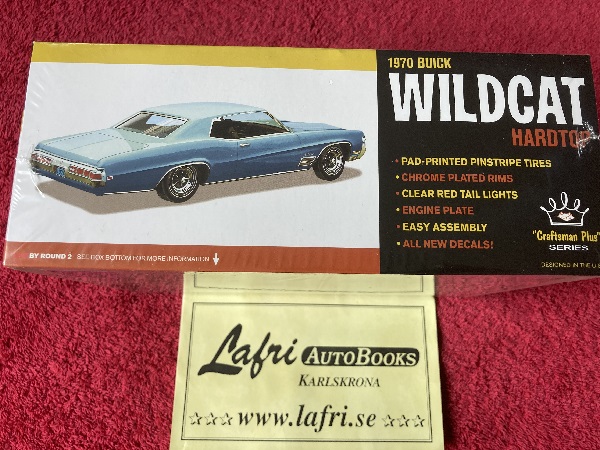 1970 BUICK
WILDCAT
HARDTOP
• PAD-PRINTED PINSTRIPE TIRES
• CHROME PLATED RIMS
• CLEAR RED TAIL LIGHTS
• ENGINE PLATE
• EASY ASSEMBLY
• ALL NEW DECALS!
"Craftsman Plus"
SERIES
DESIGNED IN THE U.S
BY ROUND 2 SEE BOX BOTTOM FOR MORE INFORMATION
Lafri AUTOBOOKS
KARLSKRONA
☆☆☆ www.lafri.se ☆☆☆